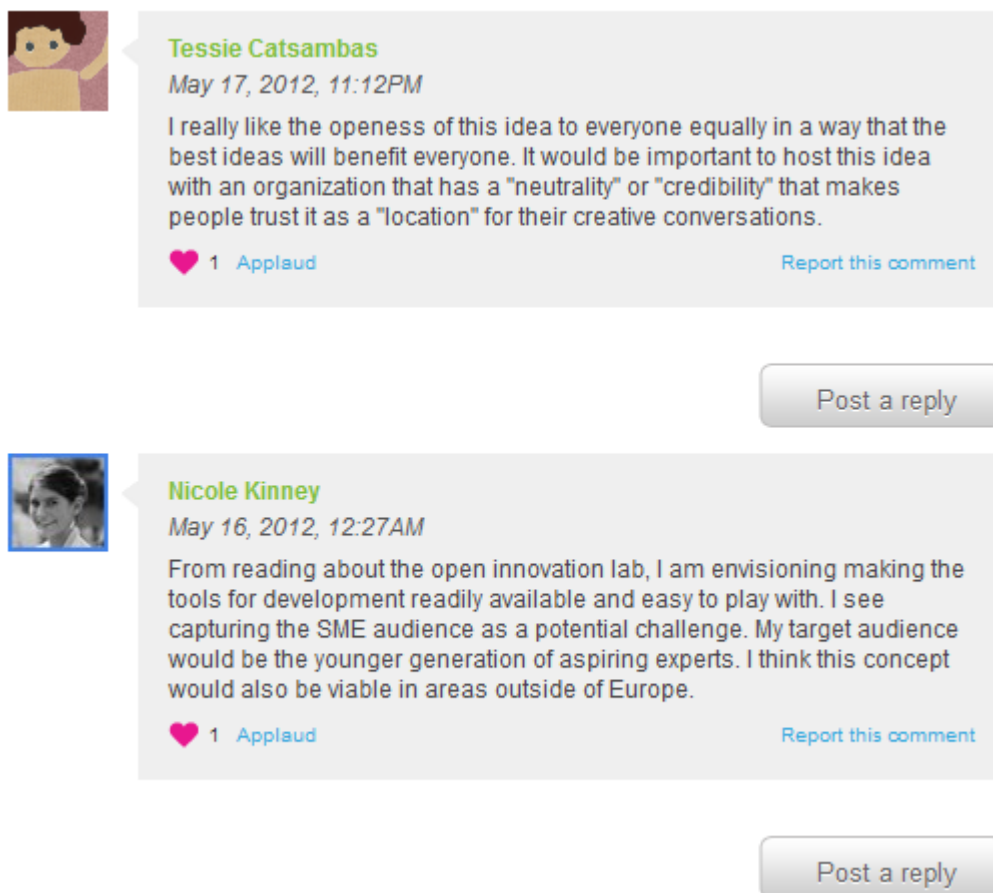 Tessie Catsambas
May 17, 2012, 11:12PM
I really like the openess of this idea to everyone equally in a way that the
best ideas will benefit everyone. It would be important to host this idea
with an organization that has a "neutrality" or "credibility" that makes
people trust it as a "location" for their creative conversations.
1 Applaud Report this comment
Post a reply
Nicole Kinney
May 16, 2012, 12:27AM
From reading about the open innovation lab, I am envisioning making the
tools for development readily available and easy to play with. I see
capturing the SME audience as a potential challenge. My target audience
would be the younger generation of aspiring experts. I think this concept
would also be viable in areas outside of Europe.
1 Applaud Report this comment
Post a reply